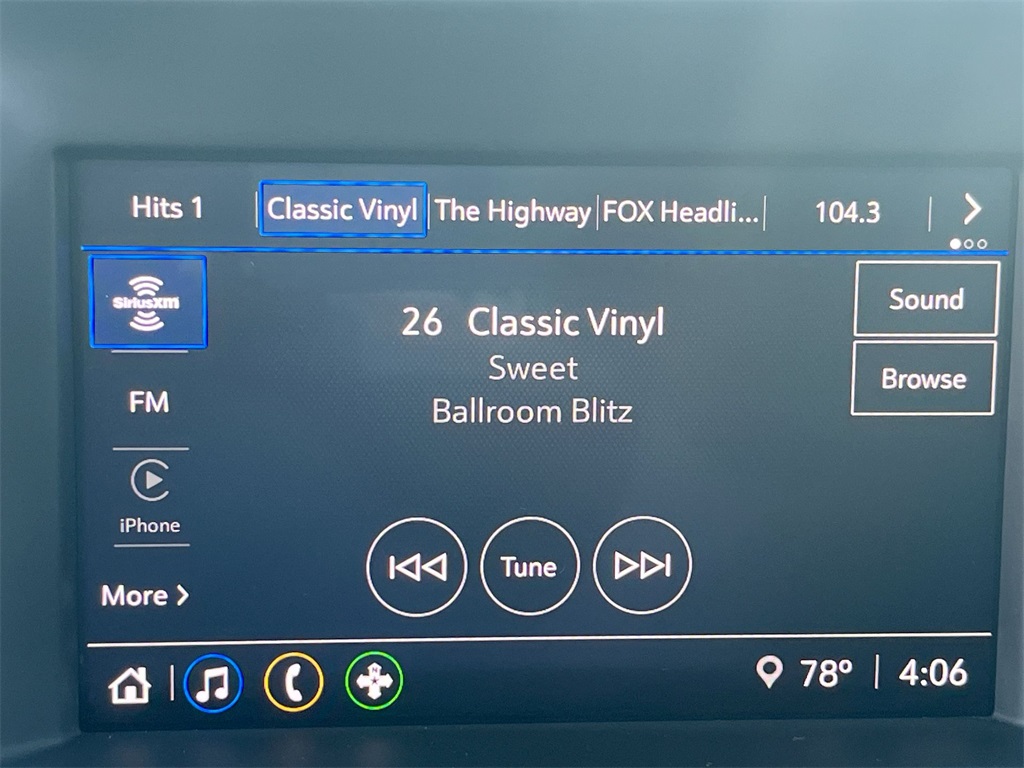 Hits 1
Classic Vinyl
The Highway
FOX Headli...
104.3
SiriusXM
26 Classic Vinyl
Sound
Sweet
Browse
FM
Ballroom Blitz
iPhone
Tune
More
N
78°
4:06